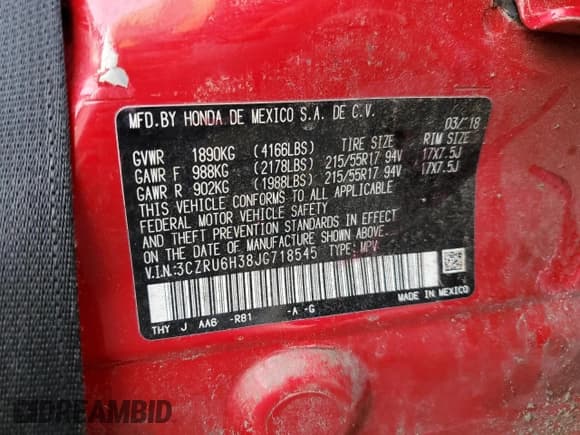 MFD.BY HONDA DE MEXICO S.A. DE C.V.
03/18
GVWR 1890KG (4166LBS) TIRE SIZE RIM SIZE
GAWR F 988KG (2178LBS) 215/55R17 94V 17X7.5J
GAWR R 902KG (1988LBS) 215/55R17 94V 17X7.5J
THIS VEHICLE CONFORMS TO ALL APPLICABLE
FEDERAL MOTOR VEHICLE SAFETY
AND THEFT PREVENTION STANDARDS IN EFFECT
ON THE DATE OF MANUFACTURE SHOWN ABOVE.
V.I.N:3CZRU6H38JG718545 TYPE: MPV
MADE IN MEXICO
THY J AA6 -R81 -A -G
DREAMBID